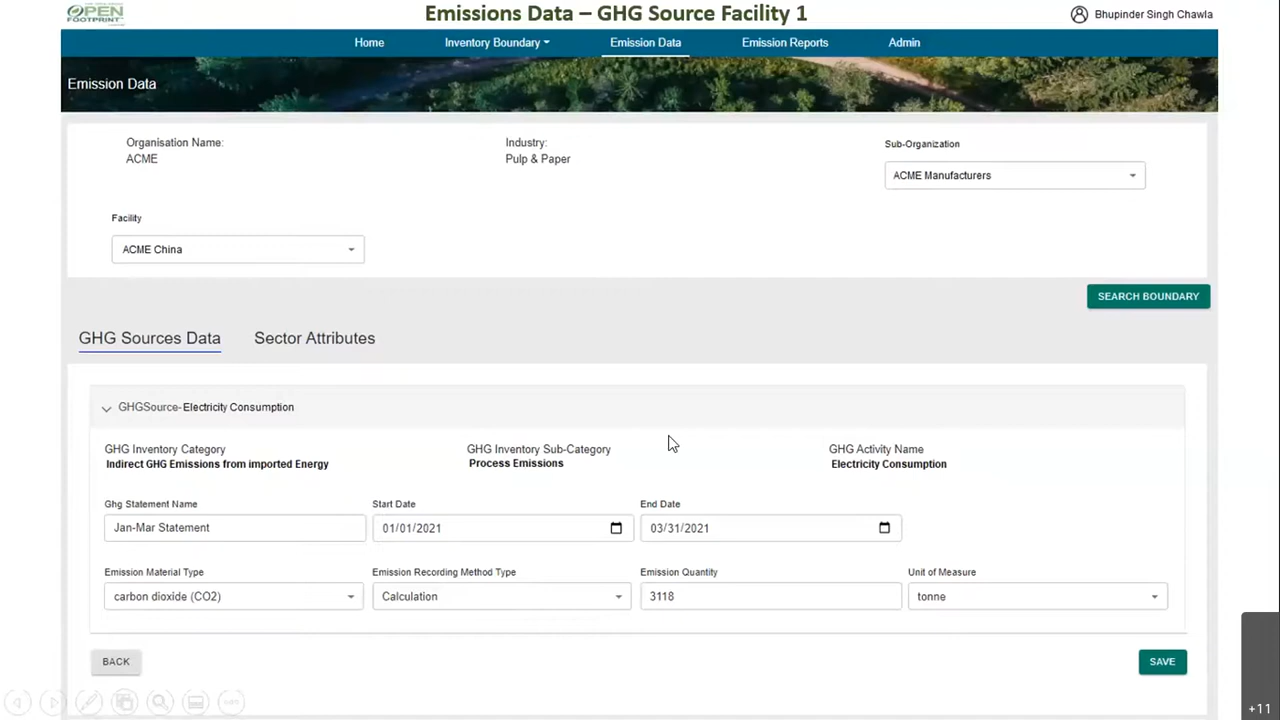 OPEN
FOOTPRINT
Emissions Data – GHG Source Facility 1
Bhupinder Singh Chawla
Home Inventory Boundary Emission Data Emission Reports Admin
Emission Data
Organisation Name: Industry: Sub-Organization
ACME Pulp & Paper ACME Manufacturers
Facility
ACME China
SEARCH BOUNDARY
GHG Sources Data Sector Attributes
GHGSource-Electricity Consumption
GHG Inventory Category GHG Inventory Sub-Category GHG Activity Name
Indirect GHG Emissions from imported Energy Process Emissions Electricity Consumption
Ghg Statement Name Start Date End Date
Jan-Mar Statement 01/01/2021 03/31/2021
Emission Material Type Emission Recording Method Type Emission Quantity Unit of Measure
carbon dioxide (CO2) Calculation 3118 tonne
BACK SAVE
+11